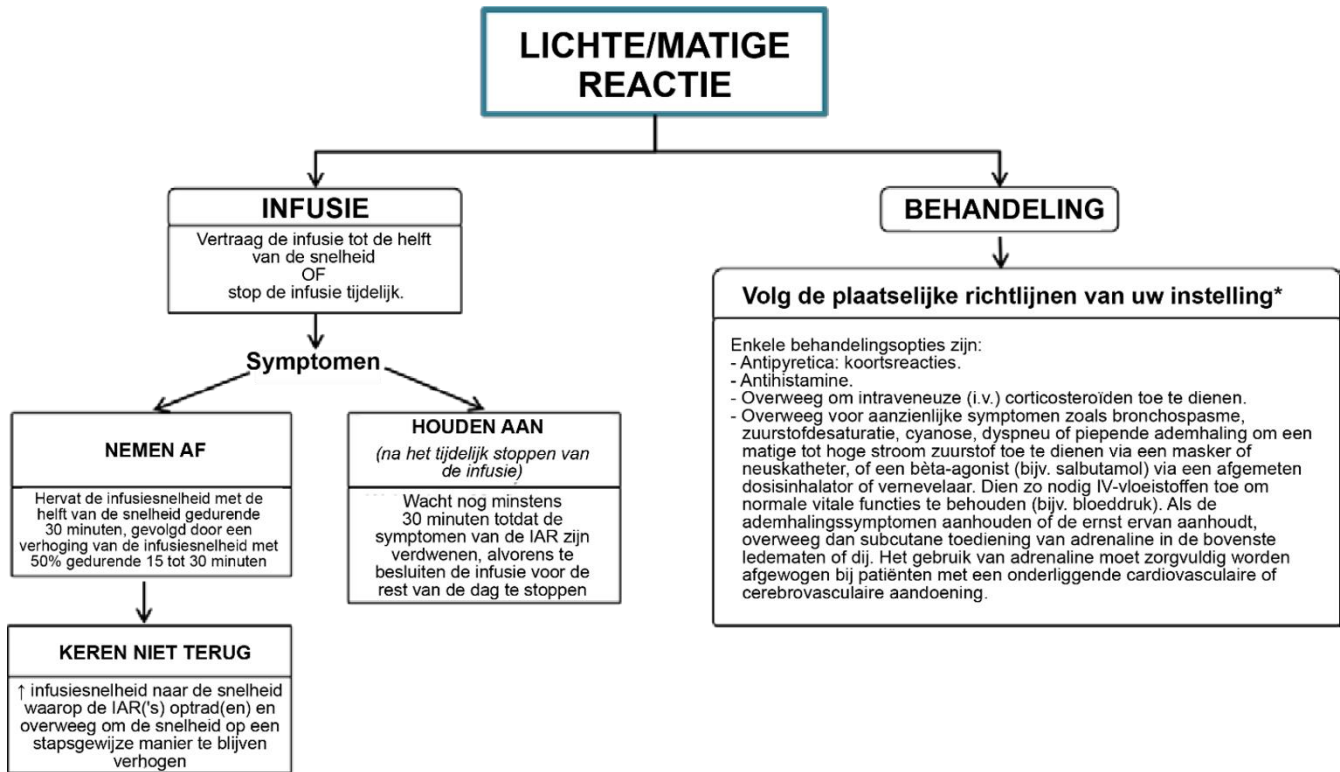 LICHTE/MATIGE
REACTIE
INFUSIE
Vertraag de infusie tot de helft
van de snelheid
OF
stop de infusie tijdelijk.
Symptomen
NEMEN AF
Hervat de infusiesnelheid met de
helft van de snelheid gedurende
30 minuten, gevolgd door een
verhoging van de infusiesnelheid met
50% gedurende 15 tot 30 minuten
KEREN NIET TERUG
↑ infusiesnelheid naar de snelheid
waarop de IAR('s) optrad(en) en
overweeg om de snelheid op een
stapsgewijze manier te blijven
verhogen
HOUDEN AAN
(na het tijdelijk stoppen van
de infusie)
Wacht nog minstens
30 minuten totdat de
symptomen van de IAR zijn
verdwenen, alvorens te
besluiten de infusie voor de
rest van de dag te stoppen
BEHANDELING
Volg de plaatselijke richtlijnen van uw instelling*
Enkele behandelingsopties zijn:
- Antipyretica: koortsreacties.
- Antihistamine.
- Overweeg om intraveneuze (i.v.) corticosteroïden toe te dienen.
- Overweeg voor aanzienlijke symptomen zoals bronchospasme,
zuurstofdesaturatie, cyanose, dyspneu of piepende ademhaling om een
matige tot hoge stroom zuurstof toe te dienen via een masker of
neuskatheter, of een bèta-agonist (bijv. salbutamol) via een afgemeten
dosisinhalator of vernevelaar. Dien zo nodig IV-vloeistoffen toe om
normale vitale functies te behouden (bijv. bloeddruk). Als de
ademhalingssymptomen aanhouden of de ernst ervan aanhoudt,
overweeg dan subcutane toediening van adrenaline in de bovenste
ledematen of dij. Het gebruik van adrenaline moet zorgvuldig worden
afgewogen bij patiënten met een onderliggende cardiovasculaire of
cerebrovasculaire aandoening.